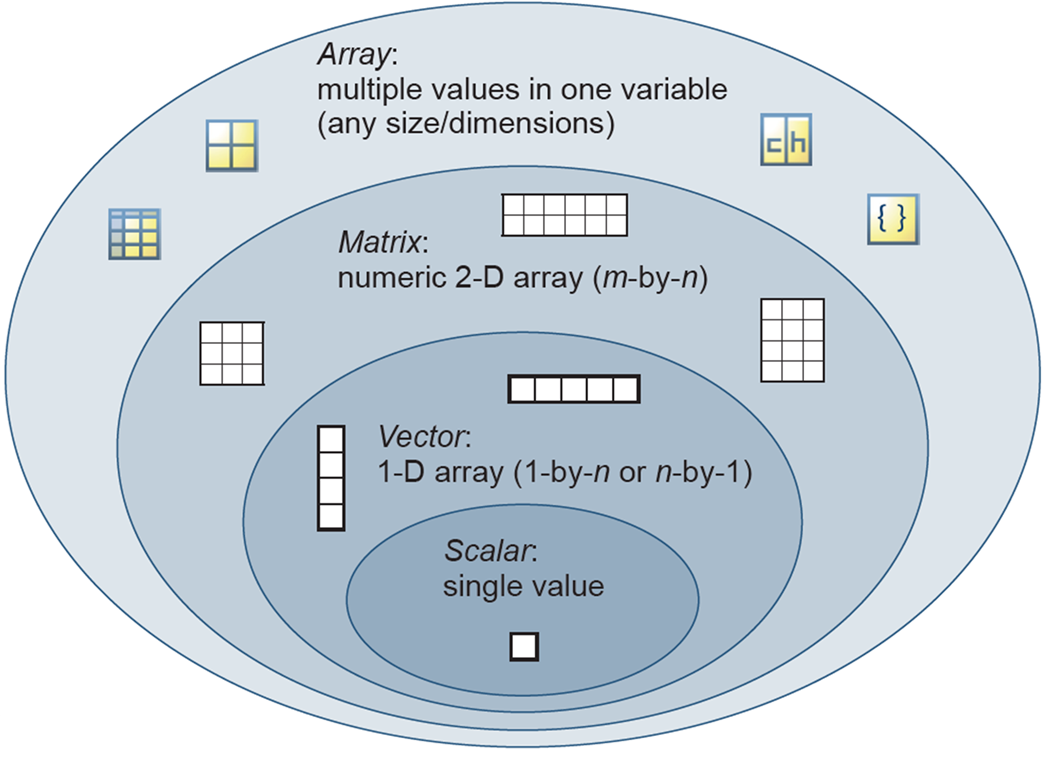 Array:
multiple values in one variable
(any size/dimensions)
ch
{ }
Matrix:
numeric 2-D array (m-by-n)
Vector:
1-D array (1-by-n or n-by-1)
Scalar:
single value